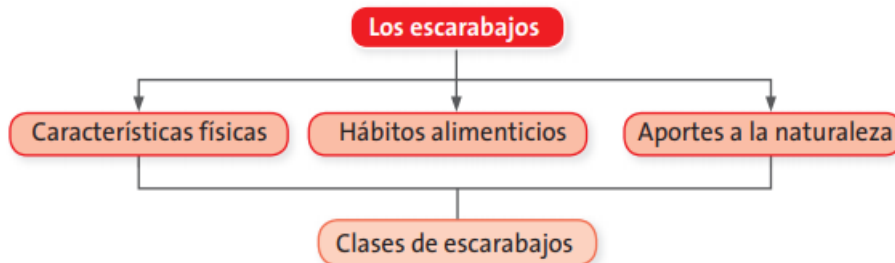 Los escarabajos
Características físicas
Hábitos alimenticios
Aportes a la naturaleza
Clases de escarabajos